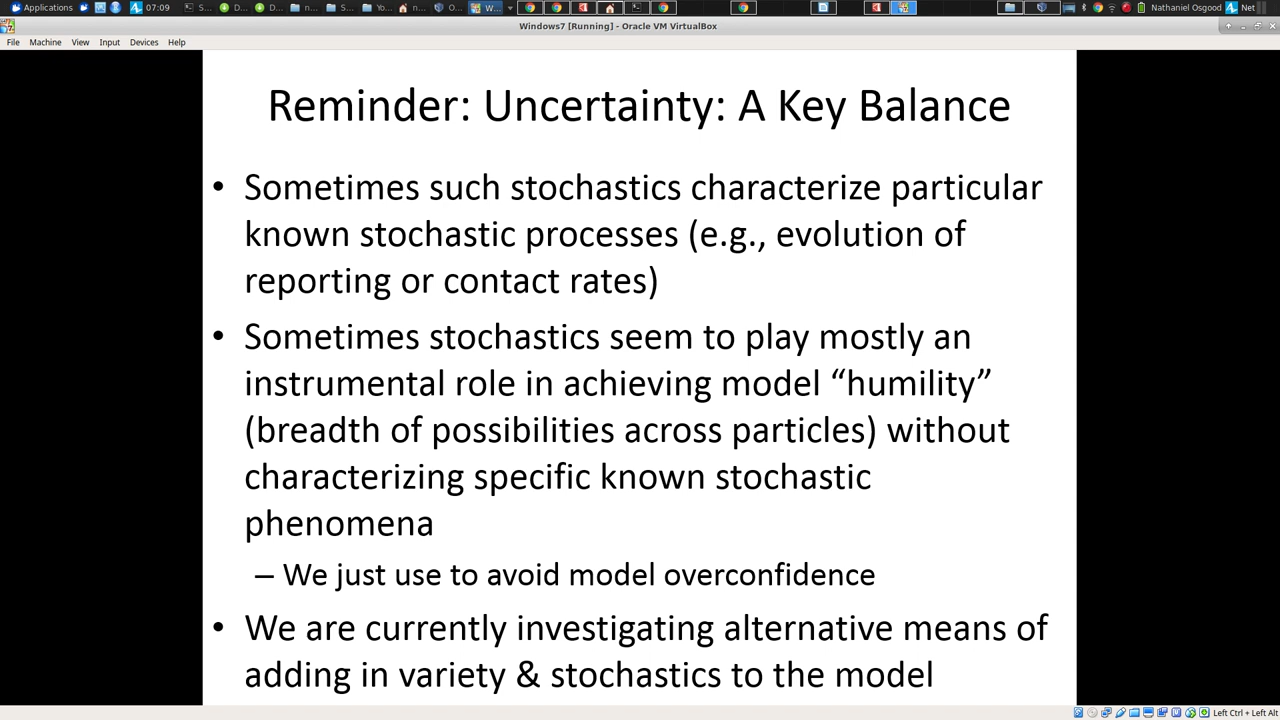 Applications
07:09
S...
D...
D...
n...
S...
Yo...
n...
O...
W...
Nathaniel Osgood
Net
Windows7 [Running] - Oracle VM VirtualBox
File Machine View Input Devices Help
Reminder: Uncertainty: A Key Balance
• Sometimes such stochastics characterize particular
known stochastic processes (e.g., evolution of
reporting or contact rates)
• Sometimes stochastics seem to play mostly an
instrumental role in achieving model “humility”
(breadth of possibilities across particles) without
characterizing specific known stochastic
phenomena
– We just use to avoid model overconfidence
• We are currently investigating alternative means of
adding in variety & stochastics to the model
Left Ctrl + Left Alt